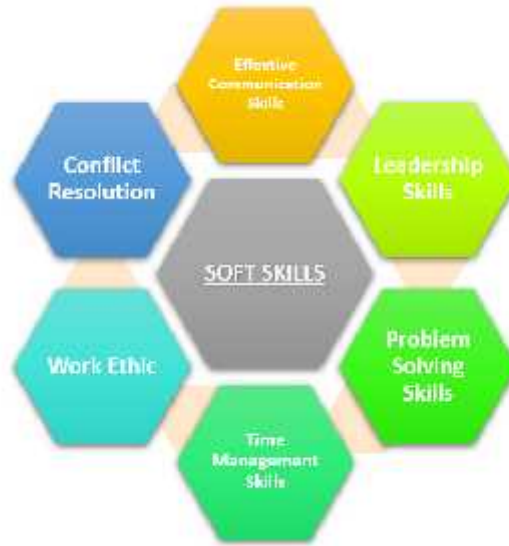 Effective
Communication
Skills
Conflict
Resolution
Leadership
Skills
SOFT SKILLS
Work Ethic
Problem
Solving
Skills
Time
Management
Skills